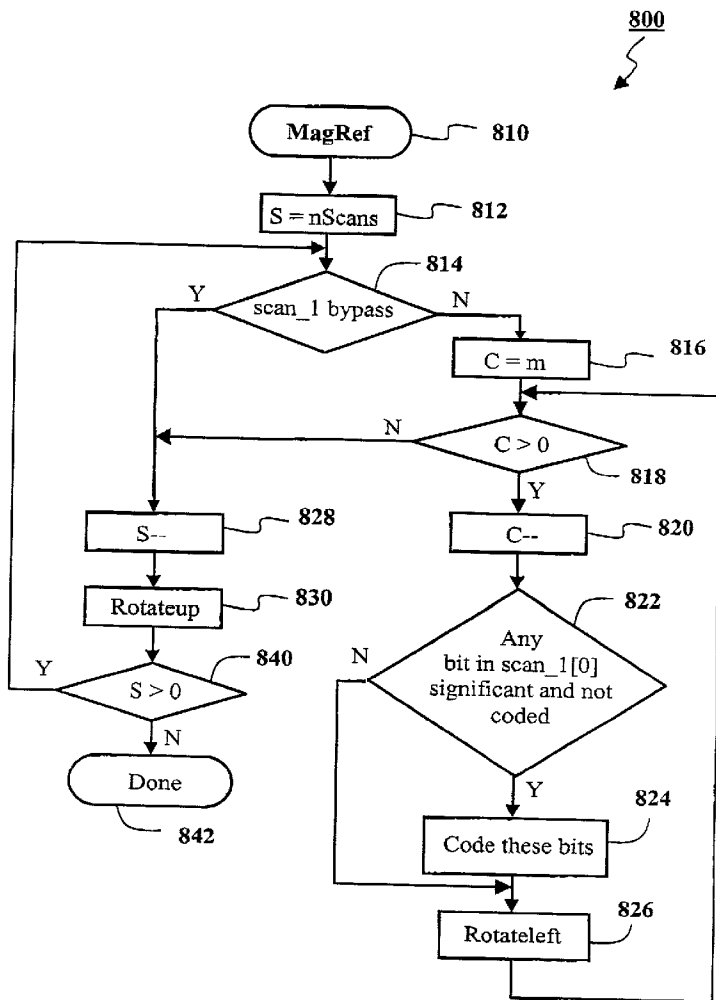 800
MagRef
810
S = nScans
812
814
Y
scan_1 bypass
N
C = m
816
N
C > 0
818
Y
S--
828
C--
820
Rotateup
830
822
Any
bit in scan_1[0]
significant and not
coded
N
Y
840
S > 0
Y
N
Done
842
824
Code these bits
826
Rotateleft